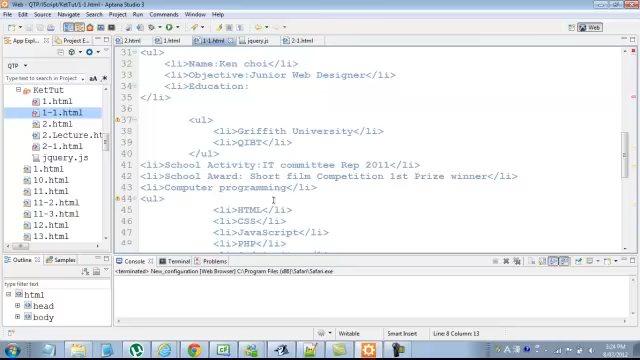 Web - QTP/JScript/KetTut/1-1.html - Aptana Studio 3
File Edit Source Navigate Search Project Commands Run Scripts Window Help
Web
App Explo
Project E
2.html
1.html
1-1.html
jquery.js
2-1.html
QTP
Type Search to
KetTut
1.html
1-1.html
2.html
2.Lecture.h
2-1.html
jquery.js
1.html
10.html
11.html
11-2.html
11-3.html
12.html
13.html
31 <ul>
32 <li>Name:Ken choi</li>
33 <li>Objective:Junior Web Designer</li>
34 <li>Education:
35 </li>
36
37 <ul>
38 <li>Griffith University</li>
39 <li>QIBT</li>
40 </ul>
41 <li>School Activity:IT committee Rep 2011</li>
42 <li>School Award: Short film Competition 1st Prize winner</li>
43 <li>Computer programming</li>
44 <ul>
45 <li>HTML</li>
46 <li>CSS</li>
47 <li>JavaScript</li>
48 <li>PHP</li>
Outline
Samples
type filter text
html
head
body
Console
Terminal
Problems
<terminated> New_configuration [Web Browser] C:\Program Files (x86)\Safari\Safari.exe
Writable
Smart Insert
Line 8 Column 13
3:24 PM